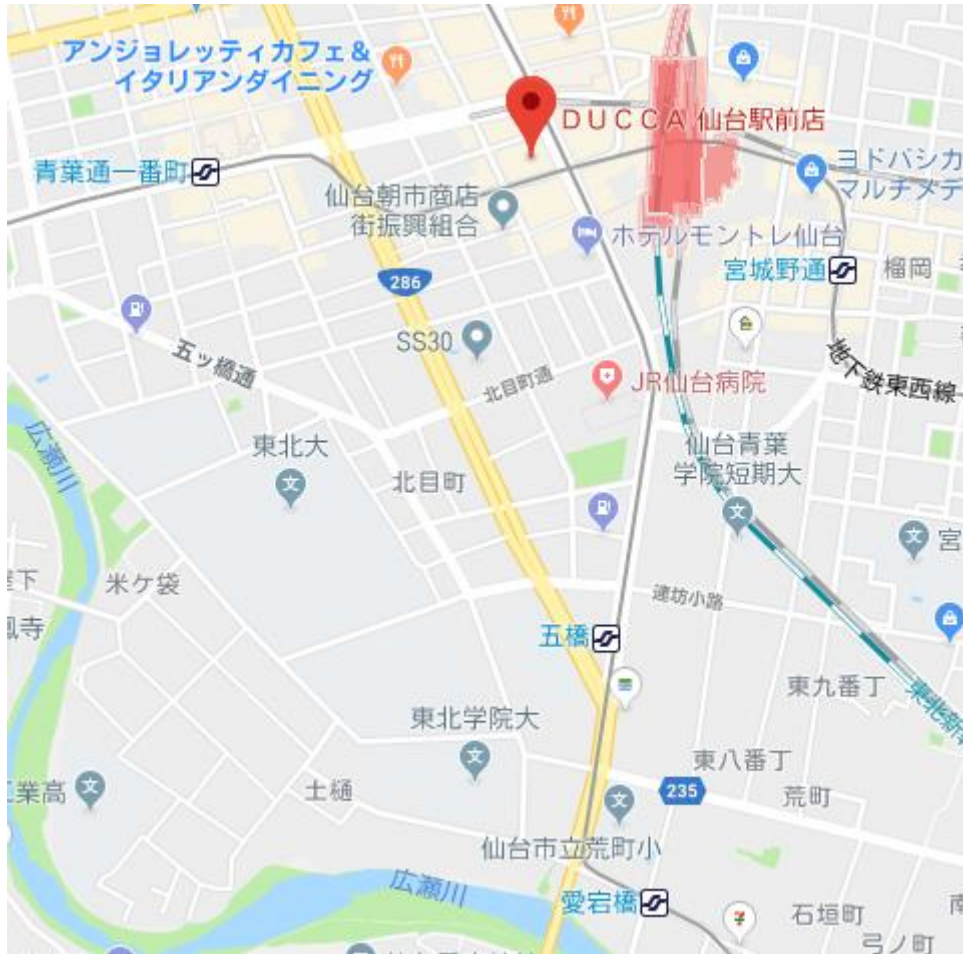 アンジョレッティカフェ&
イタリアンダイニング
DUCCA 仙台駅前店
青葉通一番町
ヨドバシカ
マルチメデ
仙台朝市商店
街振興組合
ホテルモントレ仙台
宮城野通
榴岡
286
SS30
五ッ橋通
北目町通
JR仙台病院
地下鉄東西線
広瀬川
東北大
北目町
仙台青葉
学院短期大
宮
米ケ袋
連坊小路
五橋
東九番丁
東北新幹
東北学院大
東八番丁
235
業高
土樋
荒町
仙台市立荒町小
広瀬川
愛宕橋
石垣町
南
弓ノ町